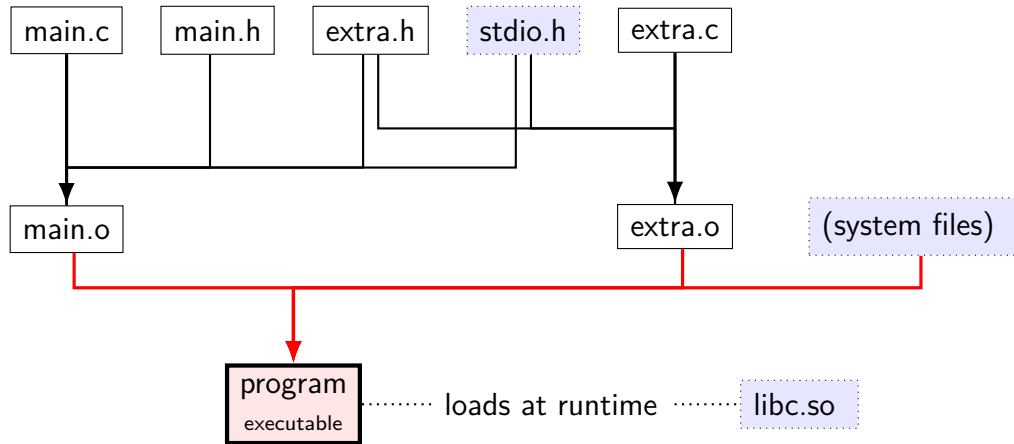 main.c
main.h
extra.h
stdio.h
extra.c
main.o
extra.o
(system files)
program
executable
loads at runtime
libc.so